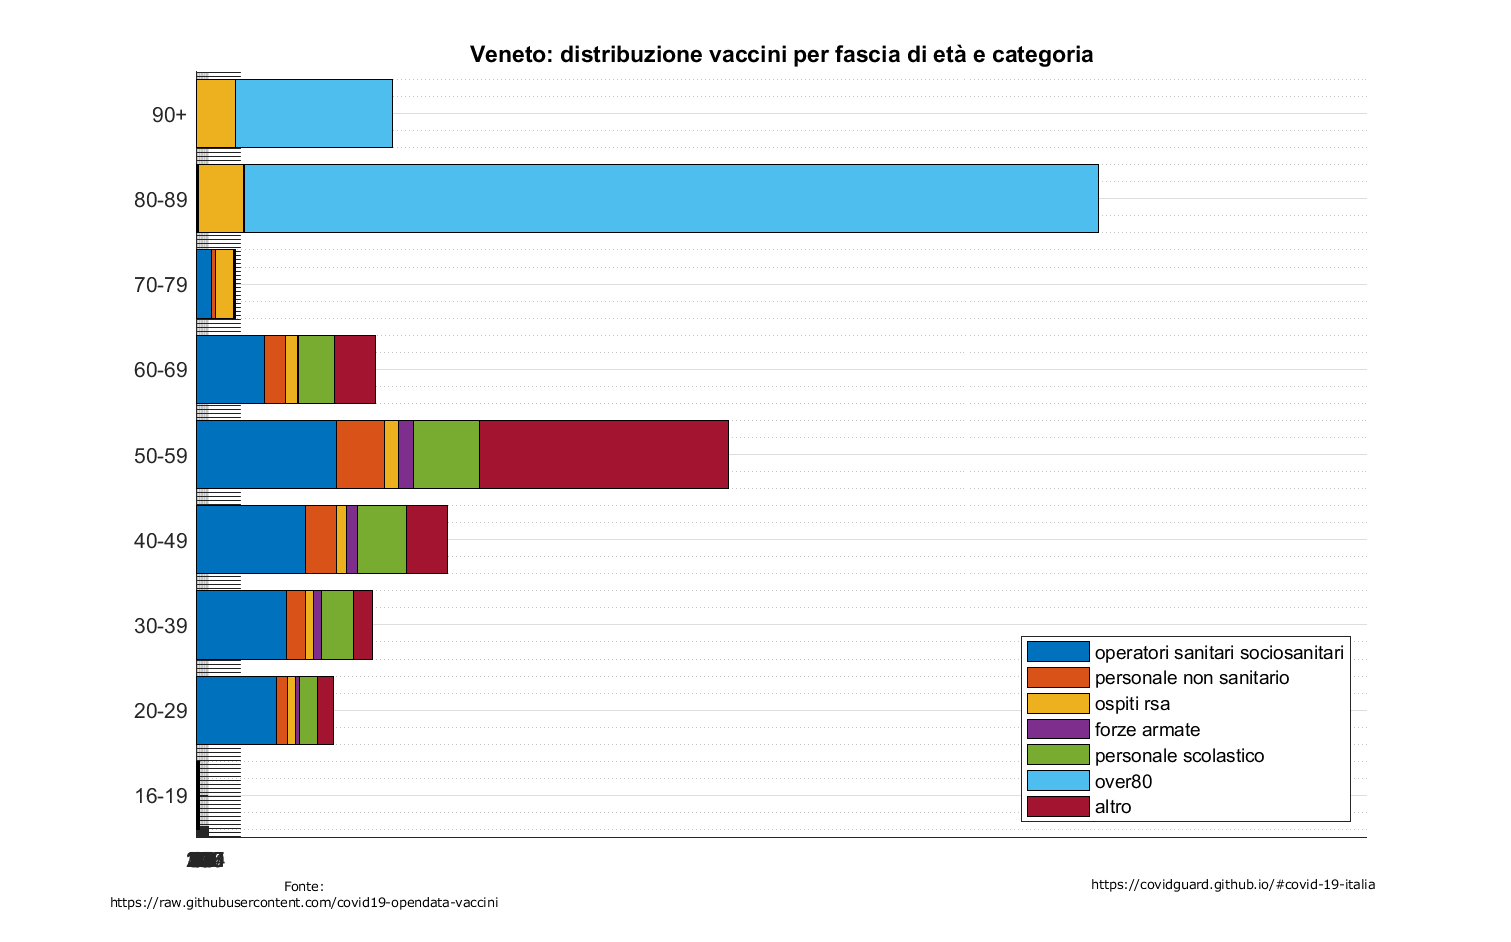 Veneto: distribuzione vaccini per fascia di età e categoria
90+
80-89
70-79
60-69
50-59
40-49
30-39
20-29
16-19
operatori sanitari sociosanitari
personale non sanitario
ospiti rsa
forze armate
personale scolastico
over80
altro
Fonte:
https://raw.githubusercontent.com/covid19-opendata-vaccini
https://covidguard.github.io/#covid-19-italia